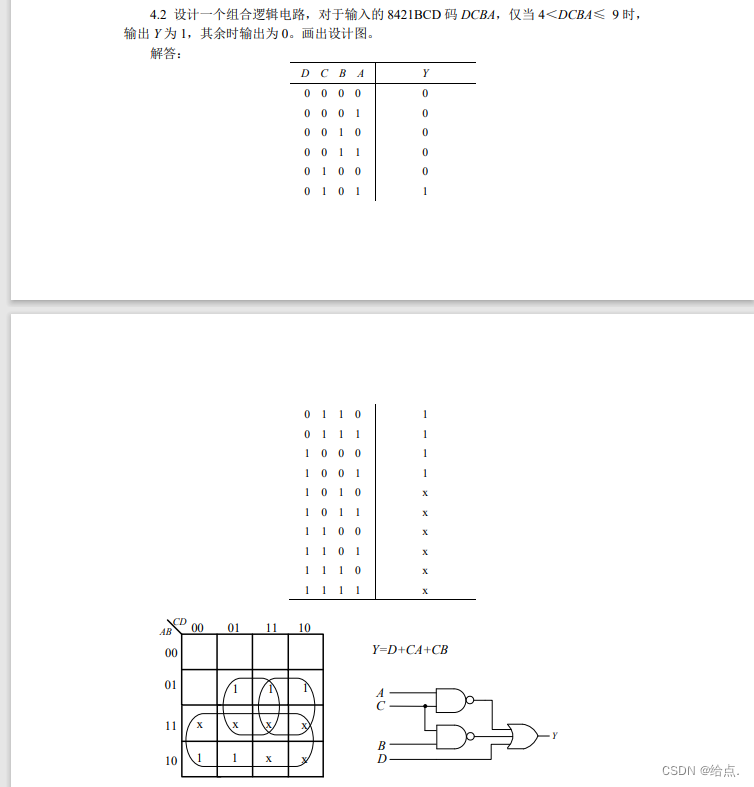 4.2 设计一个组合逻辑电路，对于输入的 8421BCD 码 DCBA，仅当 4＜DCBA≤ 9 时，
输出 Y 为 1，其余时输出为 0。画出设计图。
解答：
D C B A Y
0 0 0 0 0
0 0 0 1 0
0 0 1 0 0
0 0 1 1 0
0 1 0 0 0
0 1 0 1 1
0 1 1 0 1
0 1 1 1 1
1 0 0 0 1
1 0 0 1 1
1 0 1 0 x
1 0 1 1 x
1 1 0 0 x
1 1 0 1 x
1 1 1 0 x
1 1 1 1 x
CD
AB
00 01 11 10
00
01 1 1 1
11 x x x x
10 1 1 x x
Y=D+CA+CB
A
C
B
D
Y
CSDN @给点.